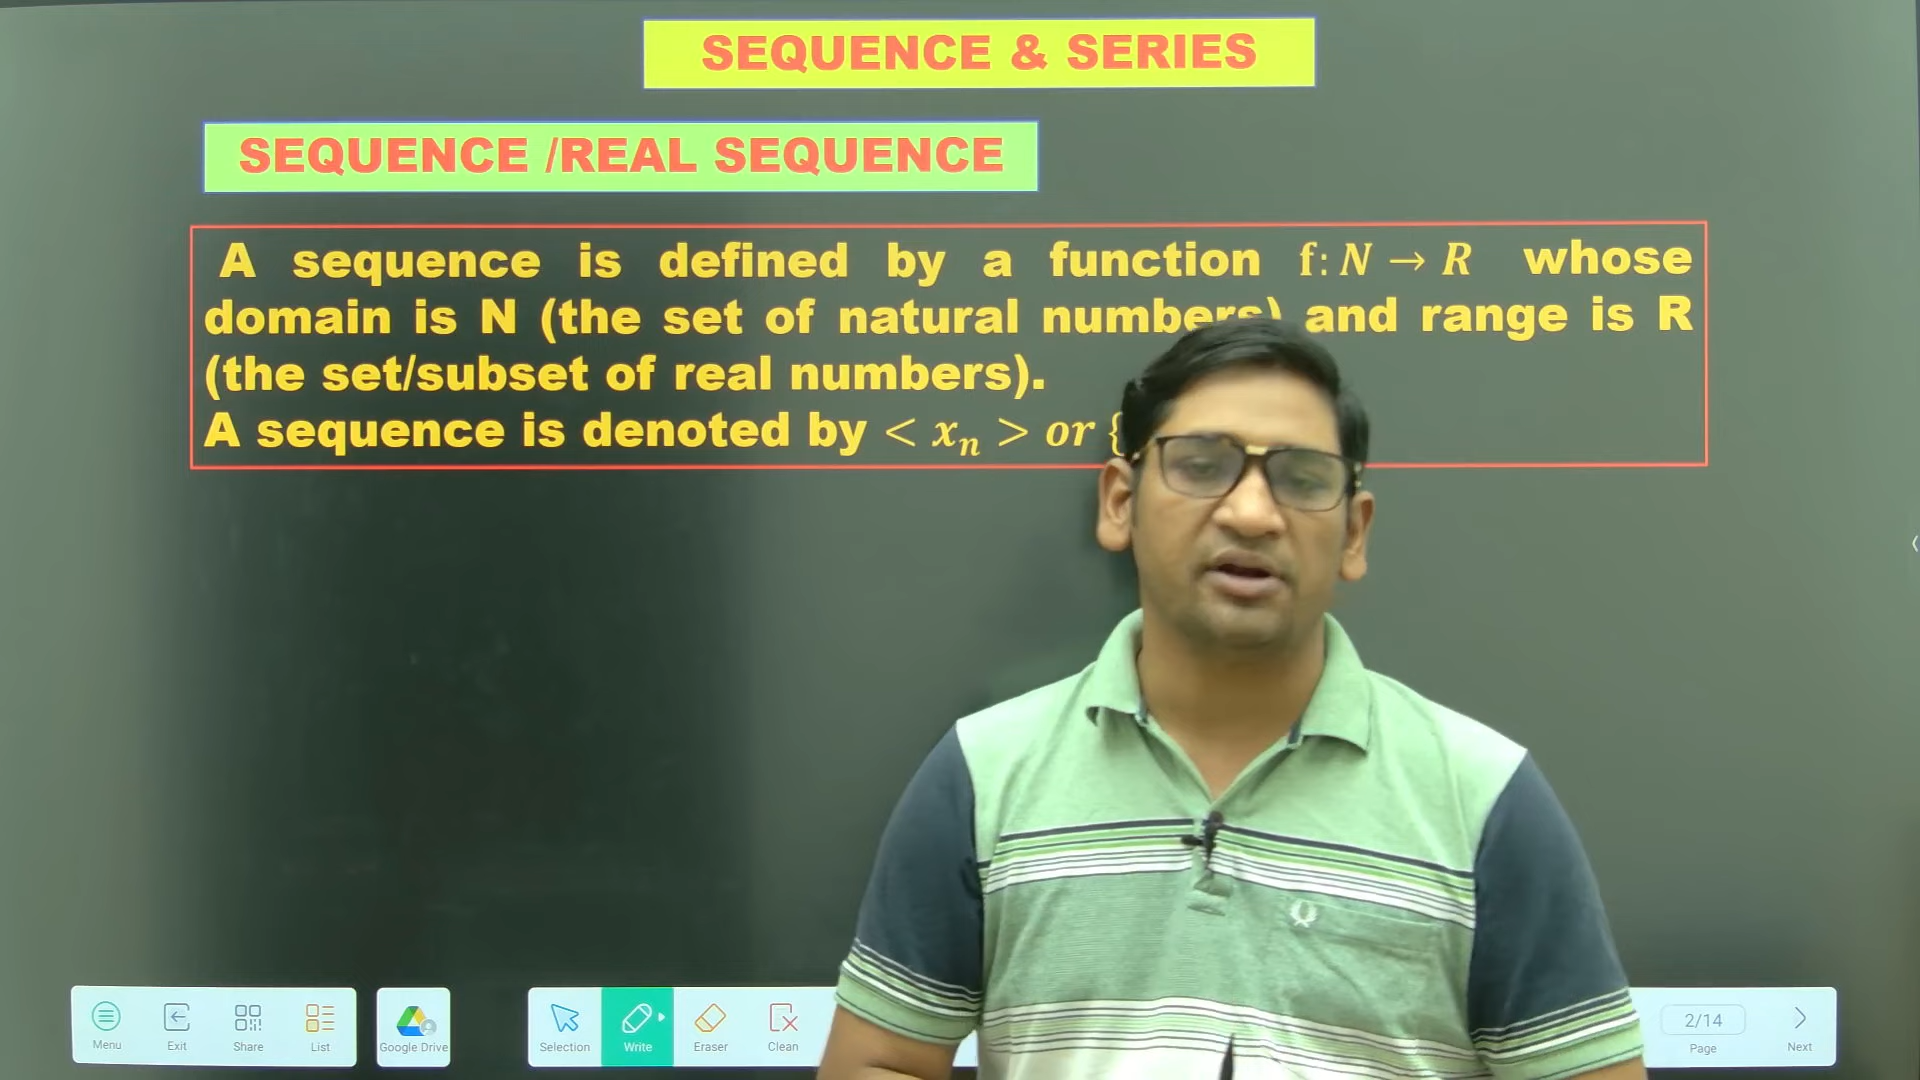 SEQUENCE & SERIES
SEQUENCE /REAL SEQUENCE
A sequence is defined by a function f: N → R whose
domain is N (the set of natural numbers) and range is R
(the set/subset of real numbers).
A sequence is denoted by < xₙ > or {
Menu Exit Share List Google Drive Selection Write Eraser Clean 2/14 Page Next